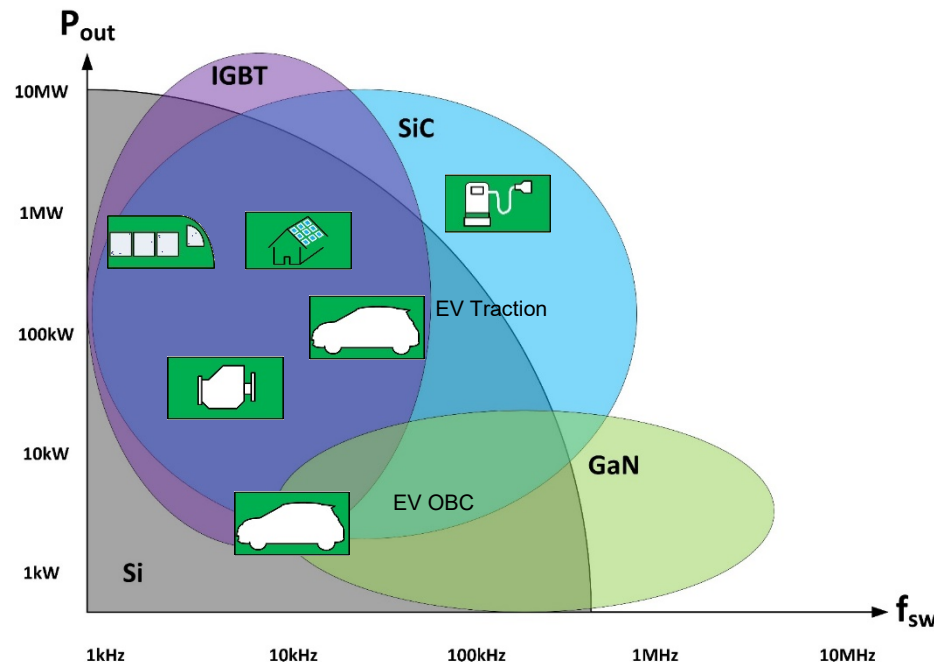 Pout
IGBT
10MW
SiC
1MW
EV Traction
100kW
10kW
GaN
EV OBC
1kW
Si
fsw
1kHz
10kHz
100kHz
1MHz
10MHz